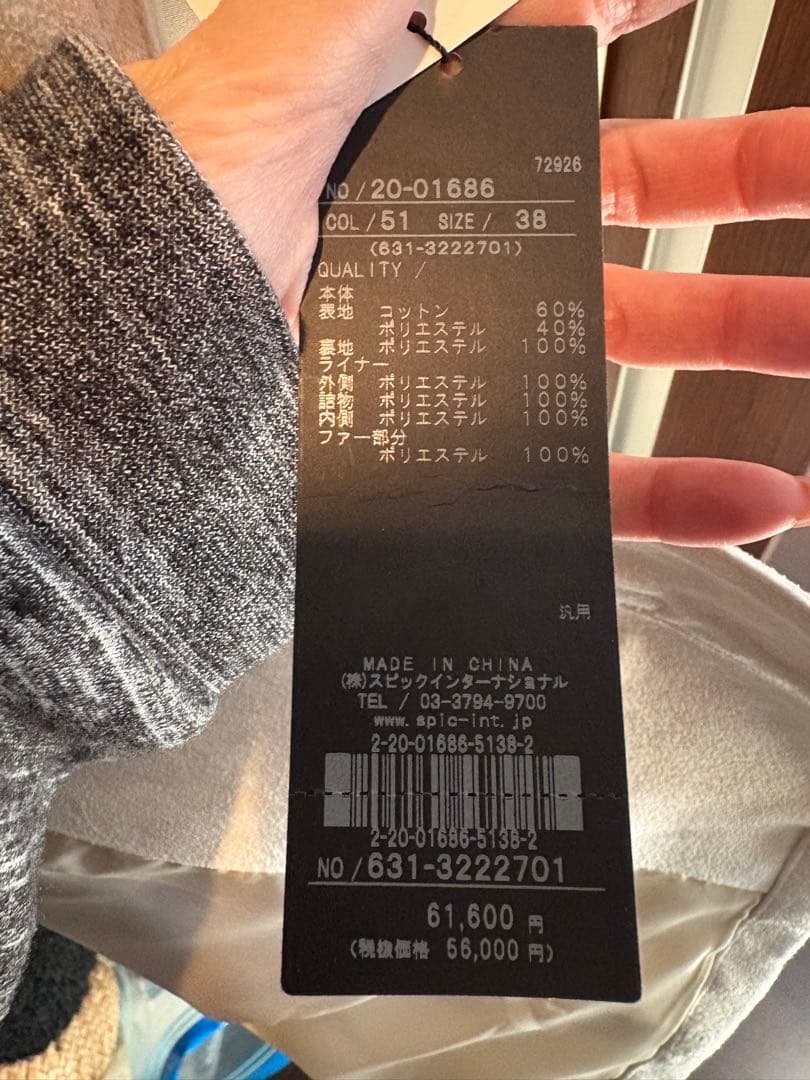 72926
NO / 20-01686
COL / 51 SIZE / 38
(631-3222701)
QUALITY /
本体
表地 コットン 60%
ポリエステル 40%
裏地 ポリエステル 100%
ライナー
外側 ポリエステル 100%
詰物 ポリエステル 100%
内側 ポリエステル 100%
ファー部分
ポリエステル 100%
汎用
MADE IN CHINA
(株)スピックインターナショナル
TEL / 03-3794-9700
www.spic-int.jp
2-20-01686-5138-2
2-20-01686-5138-2
NO / 631-3222701
61,600 円
(税抜価格 56,000円)